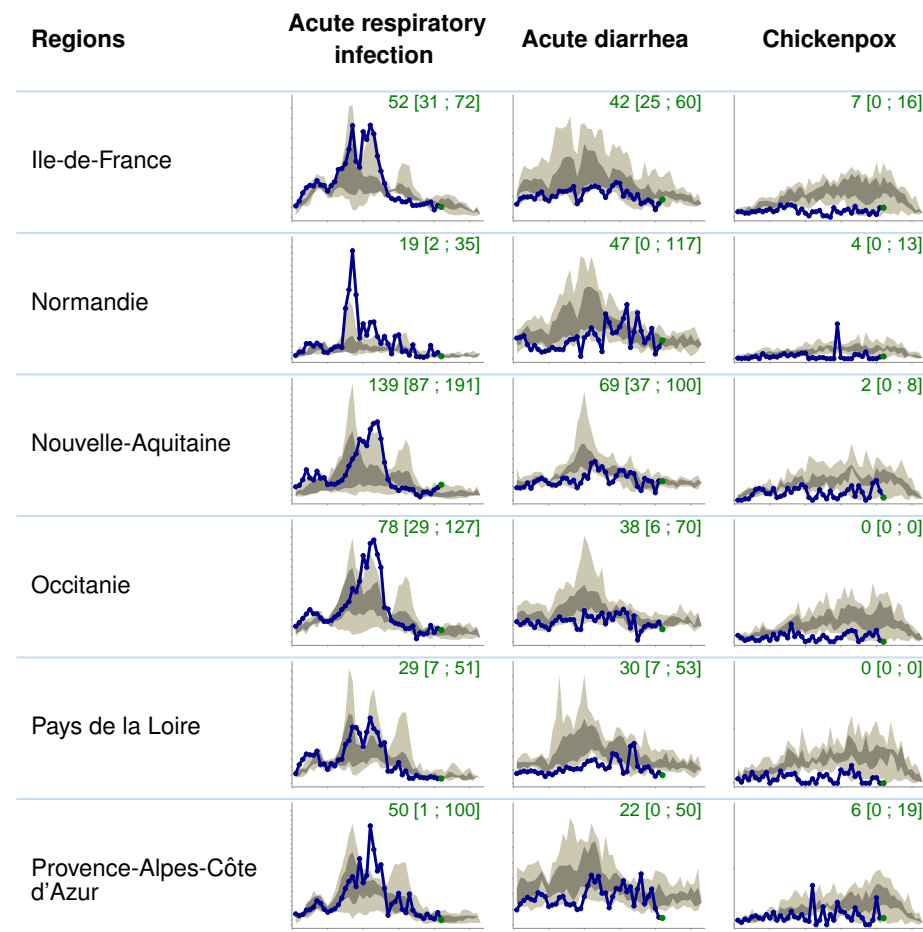 Regions
Acute respiratory
infection
Acute diarrhea
Chickenpox
Ile-de-France
52 [31 ; 72]
42 [25 ; 60]
7 [0 ; 16]
Normandie
19 [2 ; 35]
47 [0 ; 117]
4 [0 ; 13]
Nouvelle-Aquitaine
139 [87 ; 191]
69 [37 ; 100]
2 [0 ; 8]
Occitanie
78 [29 ; 127]
38 [6 ; 70]
0 [0 ; 0]
Pays de la Loire
29 [7 ; 51]
30 [7 ; 53]
0 [0 ; 0]
Provence-Alpes-Côte
d'Azur
50 [1 ; 100]
22 [0 ; 50]
6 [0 ; 19]